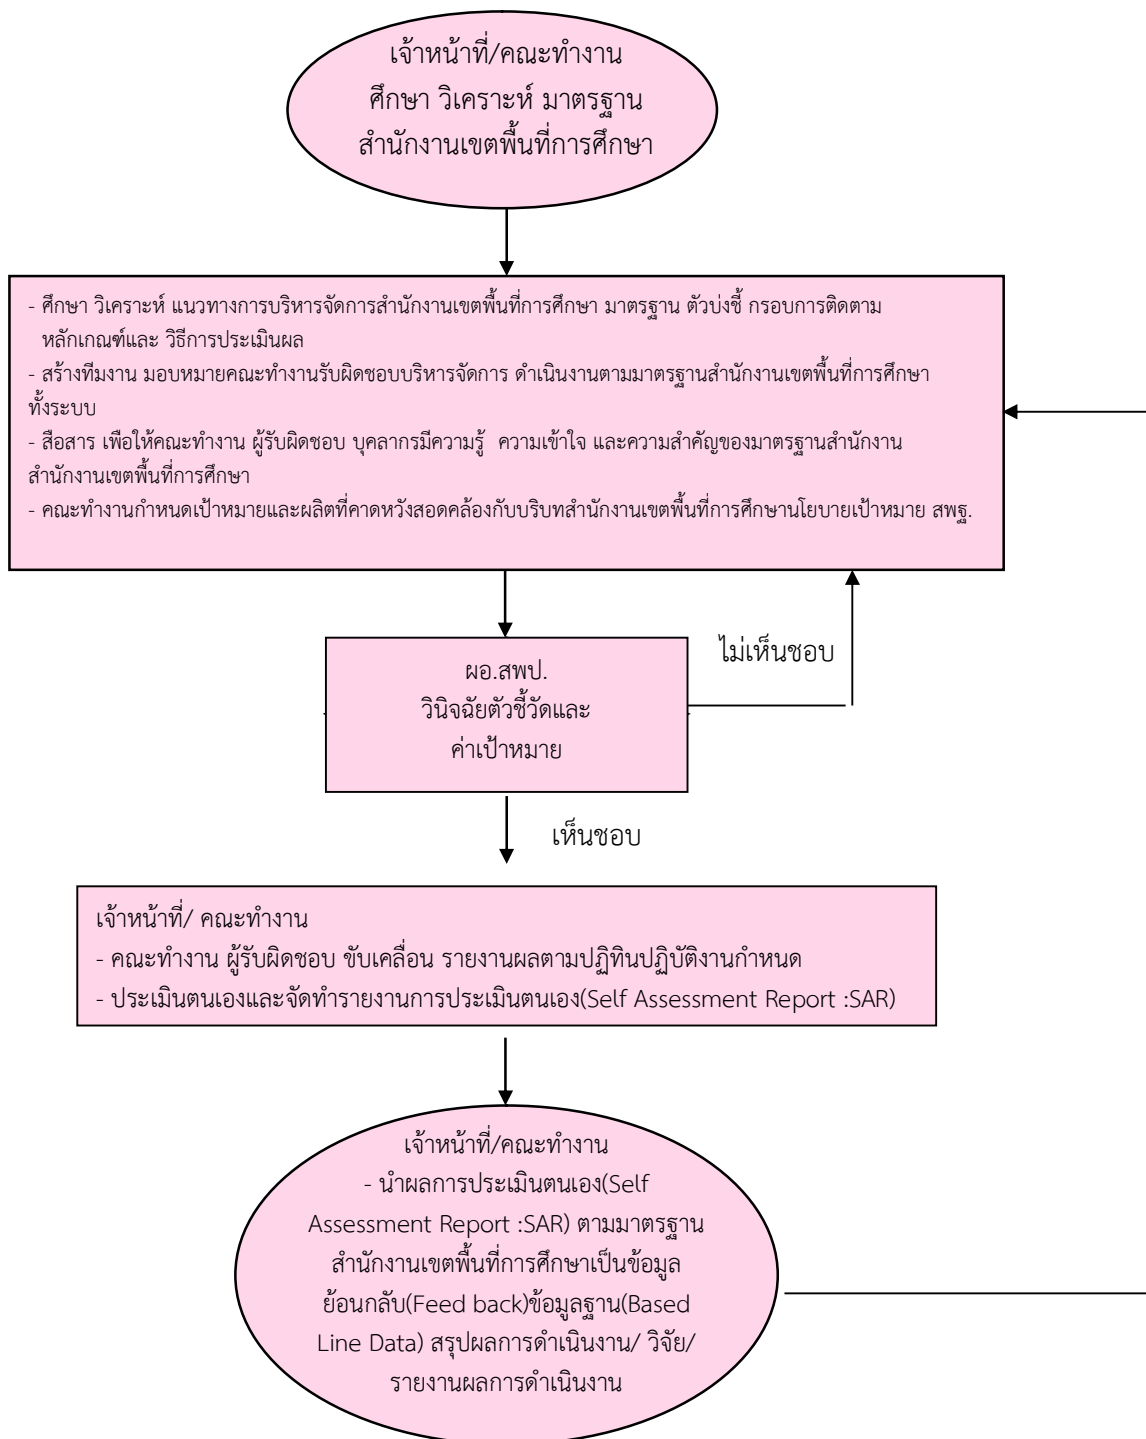 เจ้าหน้าที่/คณะทำงาน
ศึกษา วิเคราะห์ มาตรฐาน
สำนักงานเขตพื้นที่การศึกษา
- ศึกษา วิเคราะห์ แนวทางการบริหารจัดการสำนักงานเขตพื้นที่การศึกษา มาตรฐาน ตัวบ่งชี้ กรอบการติดตาม
หลักเกณฑ์และ วิธีการประเมินผล
- สร้างทีมงาน มอบหมายคณะทำงานรับผิดชอบบริหารจัดการ ดำเนินงานตามมาตรฐานสำนักงานเขตพื้นที่การศึกษา
ทั้งระบบ
- สือสาร เพือให้คณะทำงาน ผู้รับผิดชอบ บุคลากรมีความรู้ ความเข้าใจ และความสำคัญของมาตรฐานสำนักงาน
สำนักงานเขตพื้นที่การศึกษา
- คณะทำงานกำหนดเป้าหมายและผลิตที่คาดหวังสอดคล้องกับบริบทสำนักงานเขตพื้นที่การศึกษานโยบายเป้าหมาย สพฐ.
ไม่เห็นชอบ
ผอ.สพป.
วินิจฉัยตัวชี้วัดและ
ค่าเป้าหมาย
เห็นชอบ
เจ้าหน้าที่/ คณะทำงาน
- คณะทำงาน ผู้รับผิดชอบ ขับเคลื่อน รายงานผลตามปฏิทินปฏิบัติงานกำหนด
- ประเมินตนเองและจัดทำรายงานการประเมินตนเอง(Self Assessment Report :SAR)
เจ้าหน้าที่/คณะทำงาน
- นำผลการประเมินตนเอง(Self
Assessment Report :SAR) ตามมาตรฐาน
สำนักงานเขตพื้นที่การศึกษาเป็นข้อมูล
ย้อนกลับ(Feed back)ข้อมูลฐาน(Based
Line Data) สรุปผลการดำเนินงาน/ วิจัย/
รายงานผลการดำเนินงาน